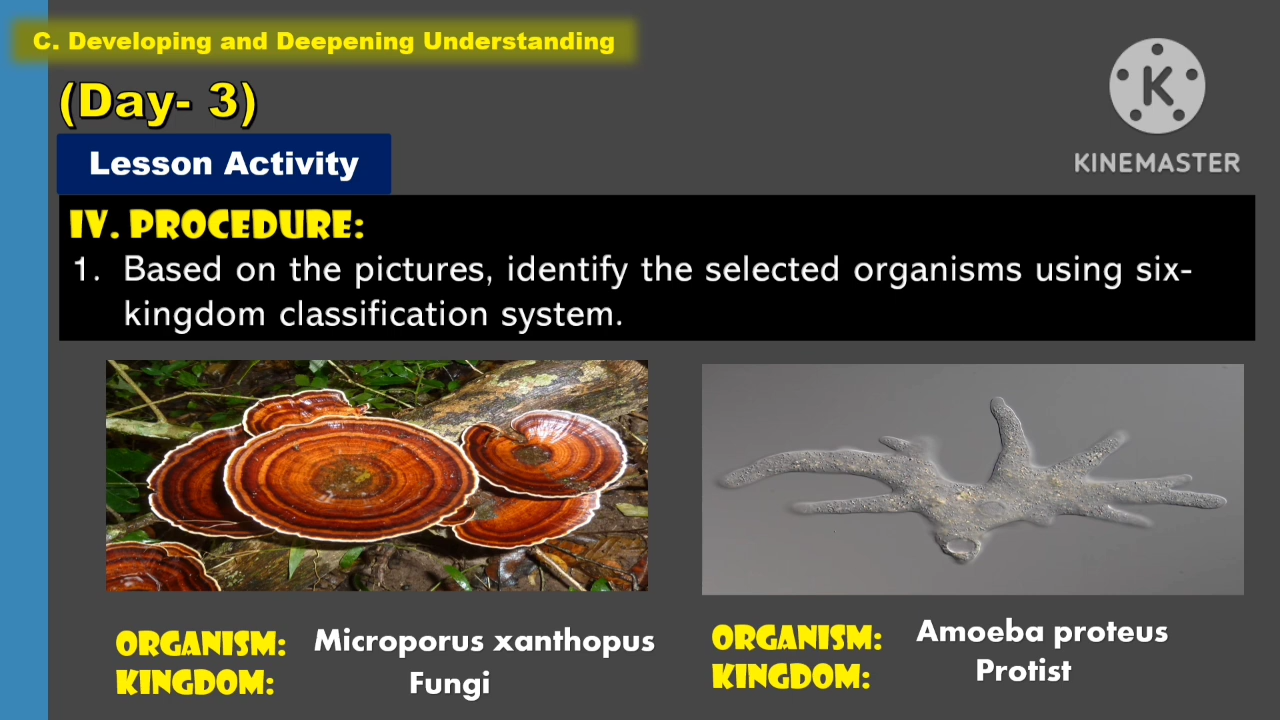 C. Developing and Deepening Understanding
(Day- 3)
Lesson Activity
K
KINEMASTER
IV. PROCEDURE:
1. Based on the pictures, identify the selected organisms using six-
kingdom classification system.
ORGANISM: Microporus xanthopus
KINGDOM: Fungi
ORGANISM: Amoeba proteus
KINGDOM: Protist